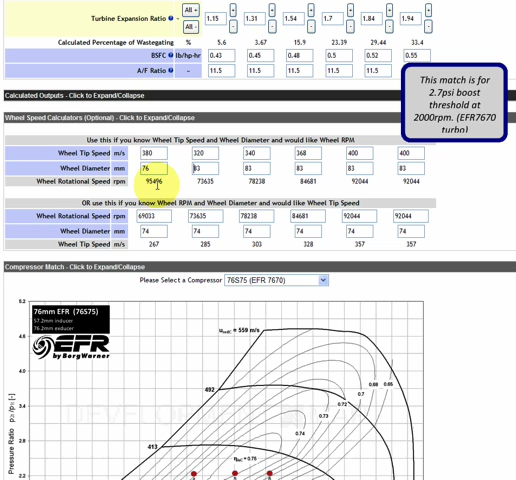 All + + + + + + +
Turbine Expansion Ratio ? - 1.15 1.31 1.54 1.7 1.84 1.94
All - - - - - - -
Calculated Percentage of Wastegating % 5.6 3.67 15.9 23.39 29.44 33.4
BSFC ? lb/hp-hr 0.43 0.45 0.48 0.5 0.52 0.55
A/F Ratio ? - 11.5 11.5 11.5 11.5 11.5 11.5
This match is for
2.7psi boost
threshold at
2000rpm. (EFR7670
turbo)
Calculated Outputs - Click to Expand/Collapse
Wheel Speed Calculators (Optional) - Click to Expand/Collapse
Use this if you know Wheel Tip Speed and Wheel Diameter and would like Wheel RPM
Wheel Tip Speed m/s 380 320 340 368 400 400
Wheel Diameter mm 76 83 83 83 83 83
Wheel Rotational Speed rpm 95496 73635 78238 84681 92044 92044
OR use this if you know Wheel RPM and Wheel Diameter and would like Wheel Tip Speed
Wheel Rotational Speed rpm 69033 73635 78238 84681 92044 92044
Wheel Diameter mm 74 74 74 74 74 74
Wheel Tip Speed m/s 267 285 303 328 357 357
Compressor Match - Click to Expand/Collapse
Please Select a Compressor 76S75 (EFR 7670)
5.2
76mm EFR (76S75)
57.2mm inducer
76.2mm exducer
EFR
by BorgWarner
4.6
4.0
3.4
2.8
2.2
Pressure Ratio
= 559 m/s
492
413
0.65
0.68
0.7
0.72
0.73
0.74
= 0.75